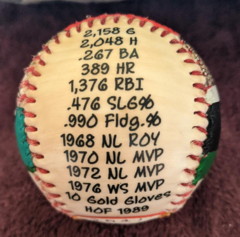 2,158 G
2,048 H
.267 BA
389 HR
1,376 RBI
.476 SLG%
.990 Fldg.%
1968 NL ROY
1970 NL MVP
1972 NL MVP
1976 WS MVP
10 Gold Gloves
HOF 1989